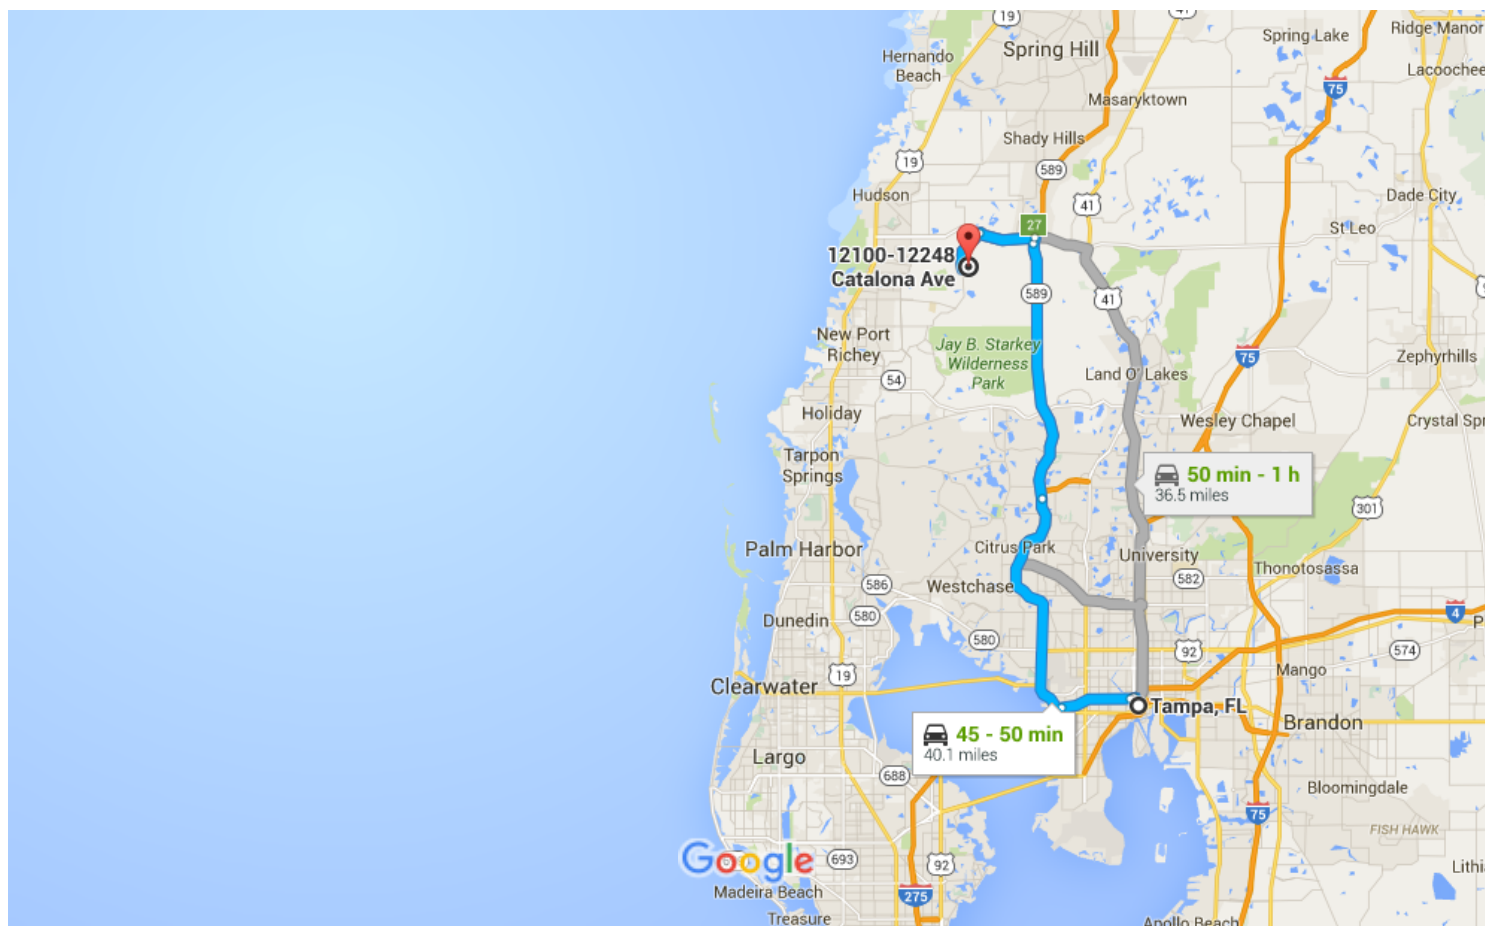 19
41
Spring Hill
Spring Lake
Ridge Manor
Hernando
Beach
Lacoochee
75
Masaryktown
Shady Hills
19
589
Hudson
41
Dade City
27
St Leo
12100-12248
Catalona Ave
589
41
New Port
Richey
Jay B. Starkey
Wilderness
Park
75
Zephyrhills
54
Land O' Lakes
Holiday
Wesley Chapel
Crystal Spr
Tarpon
Springs
50 min - 1 h
36.5 miles
301
Palm Harbor
Citrus Park
University
Thonotosassa
586
Westchase
582
4
Dunedin
580
580
92
574
P
Mango
19
Clearwater
Tampa, FL
Brandon
45 - 50 min
40.1 miles
Largo
688
Bloomingdale
75
FISH HAWK
Google
693
92
Lithi
Madeira Beach
275
Treasure
Apollo Beach